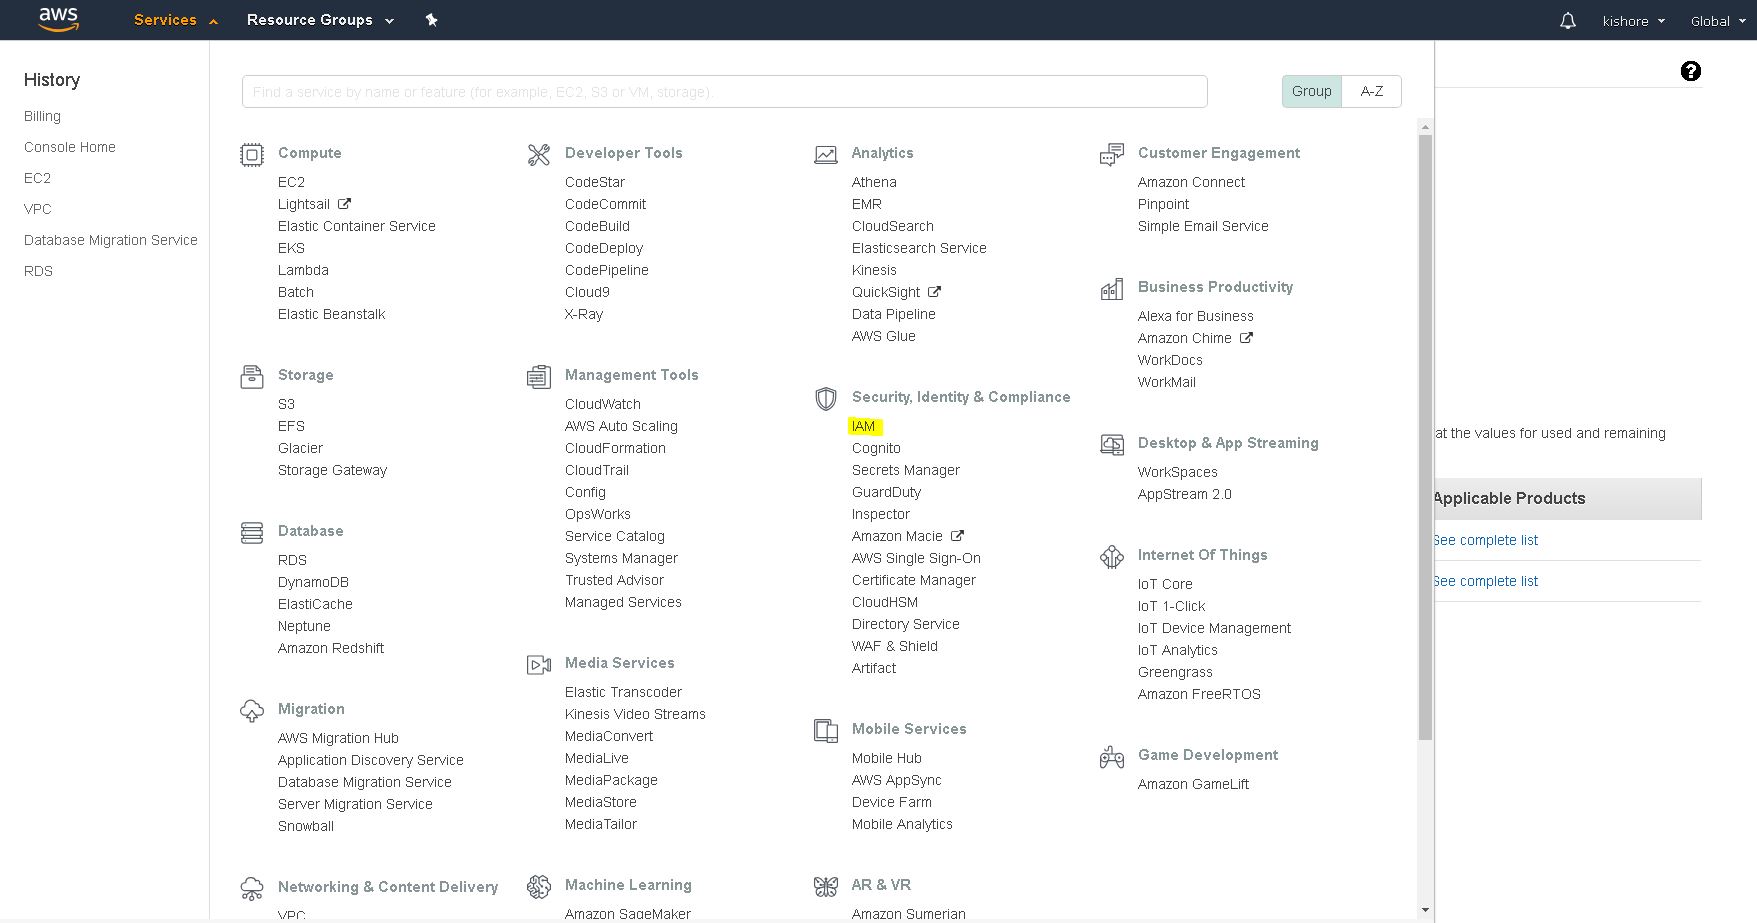 aws
Services
Resource Groups
kishore
Global
History
Billing
Console Home
EC2
VPC
Database Migration Service
RDS
Find a service by name or feature (for example, EC2, S3 or VM, storage).
Group
A-Z
Compute
EC2
Lightsail
Elastic Container Service
EKS
Lambda
Batch
Elastic Beanstalk
Storage
S3
EFS
Glacier
Storage Gateway
Database
RDS
DynamoDB
ElastiCache
Neptune
Amazon Redshift
Migration
AWS Migration Hub
Application Discovery Service
Database Migration Service
Server Migration Service
Snowball
Networking & Content Delivery
VPC
Developer Tools
CodeStar
CodeCommit
CodeBuild
CodeDeploy
CodePipeline
Cloud9
X-Ray
Management Tools
CloudWatch
AWS Auto Scaling
CloudFormation
CloudTrail
Config
OpsWorks
Service Catalog
Systems Manager
Trusted Advisor
Managed Services
Media Services
Elastic Transcoder
Kinesis Video Streams
MediaConvert
MediaLive
MediaPackage
MediaStore
MediaTailor
Machine Learning
Amazon SageMaker
Analytics
Athena
EMR
CloudSearch
Elasticsearch Service
Kinesis
QuickSight
Data Pipeline
AWS Glue
Security, Identity & Compliance
IAM
Cognito
Secrets Manager
GuardDuty
Inspector
Amazon Macie
AWS Single Sign-On
Certificate Manager
CloudHSM
Directory Service
WAF & Shield
Artifact
Mobile Services
Mobile Hub
AWS AppSync
Device Farm
Mobile Analytics
AR & VR
Amazon Sumerian
Customer Engagement
Amazon Connect
Pinpoint
Simple Email Service
Business Productivity
Alexa for Business
Amazon Chime
WorkDocs
WorkMail
Desktop & App Streaming
WorkSpaces
AppStream 2.0
Internet Of Things
IoT Core
IoT 1-Click
IoT Device Management
IoT Analytics
Greengrass
Amazon FreeRTOS
Game Development
Amazon GameLift
at the values for used and remaining
Applicable Products
See complete list
See complete list